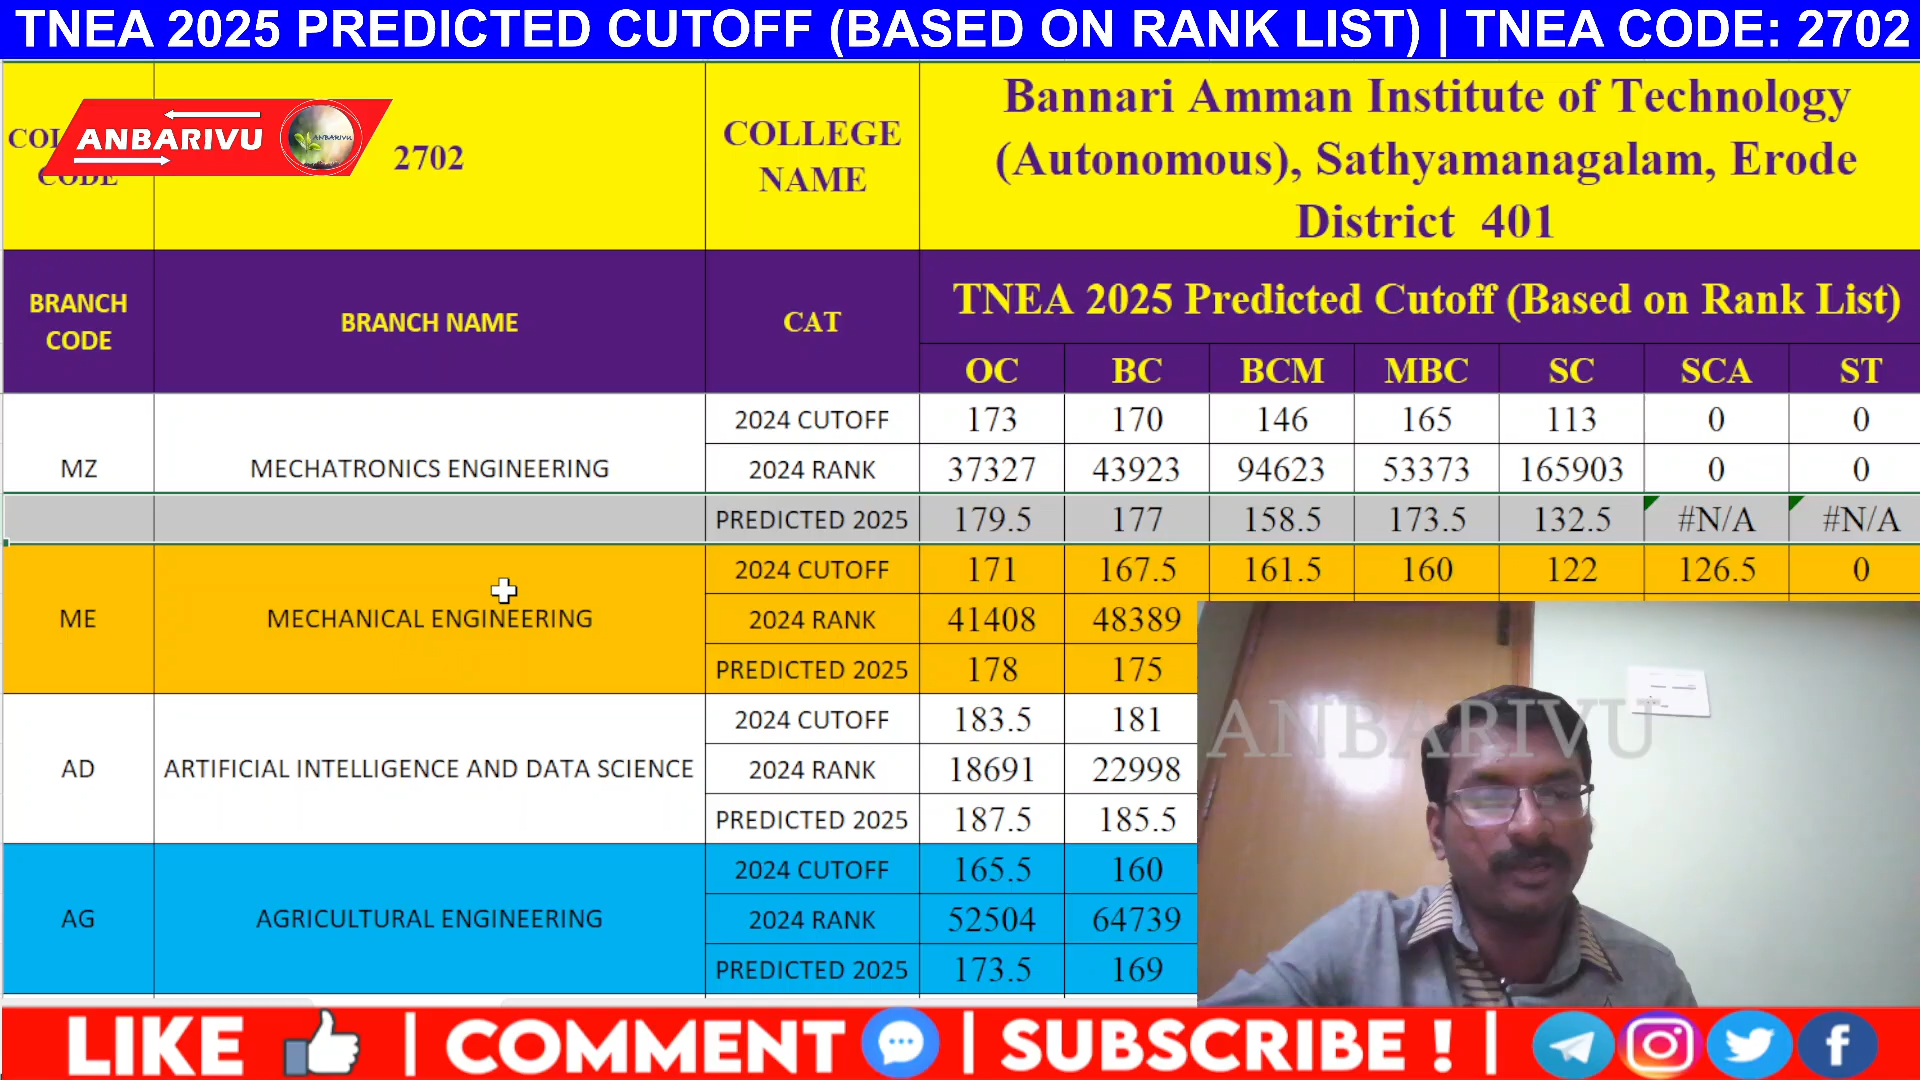 TNEA 2025 PREDICTED CUTOFF (BASED ON RANK LIST) | TNEA CODE: 2702
ANBARIVU
ANBARIVU
CODE
2702
COLLEGE
NAME
Bannari Amman Institute of Technology
(Autonomous), Sathyamanagalam, Erode
District 401
BRANCH
CODE
BRANCH NAME
CAT
TNEA 2025 Predicted Cutoff (Based on Rank List)
OC BC BCM MBC SC SCA ST
2024 CUTOFF 173 170 146 165 113 0 0
MZ MECHATRONICS ENGINEERING 2024 RANK 37327 43923 94623 53373 165903 0 0
PREDICTED 2025 179.5 177 158.5 173.5 132.5 #N/A #N/A
2024 CUTOFF 171 167.5 161.5 160 122 126.5 0
ME MECHANICAL ENGINEERING 2024 RANK 41408 48389
PREDICTED 2025 178 175
2024 CUTOFF 183.5 181
AD ARTIFICIAL INTELLIGENCE AND DATA SCIENCE 2024 RANK 18691 22998
PREDICTED 2025 187.5 185.5
2024 CUTOFF 165.5 160
AG AGRICULTURAL ENGINEERING 2024 RANK 52504 64739
PREDICTED 2025 173.5 169
ANBARIVU
LIKE | COMMENT | SUBSCRIBE ! |